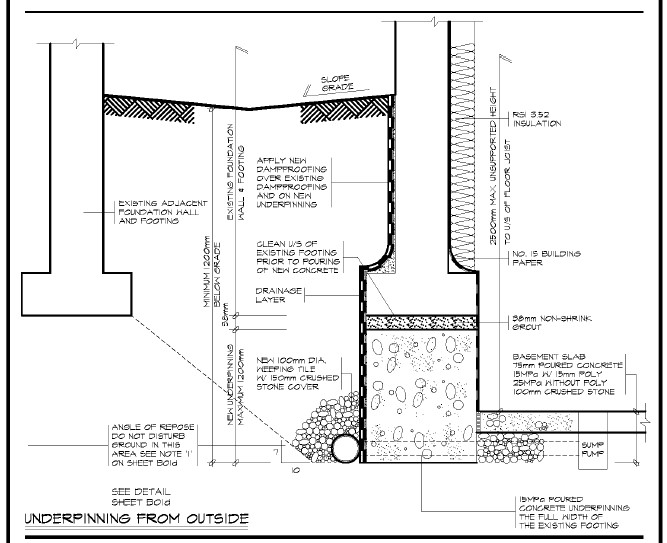 SLOPE
GRADE
RSI 3.52
INSULATION
2500mm MAX. UNSUPPORTED HEIGHT
TO U/S OF FLOOR JOIST
EXISTING FOUNDATION
WALL & FOOTING
APPLY NEW
DAMPPROOFING
OVER EXISTING
DAMPPROOFING
AND ON NEW
UNDERPINNING
EXISTING ADJACENT
FOUNDATION WALL
AND FOOTING
MINIMUM 1200mm
BELOW GRADE
CLEAN U/S OF
EXISTING FOOTING
PRIOR TO POURING
OF NEW CONCRETE
NO. 15 BUILDING
PAPER
DRAINAGE
LAYER
38mm
38mm NON-SHRINK
GROUT
NEW UNDERPINNING
MAXIMUM 1200mm
NEW 100mm DIA.
WEEPING TILE
W/ 150mm CRUSHED
STONE COVER
BASEMENT SLAB
75mm POURED CONCRETE
15MPa W/ 15mm POLY
25MPa WITHOUT POLY
100mm CRUSHED STONE
ANGLE OF REPOSE
DO NOT DISTURB
GROUND IN THIS
AREA SEE NOTE '1'
ON SHEET B01d
7
10
SUMP
PUMP
SEE DETAIL
SHEET B01d
15MPa POURED
CONCRETE UNDERPINNING
THE FULL WIDTH OF
THE EXISTING FOOTING
UNDERPINNING FROM OUTSIDE